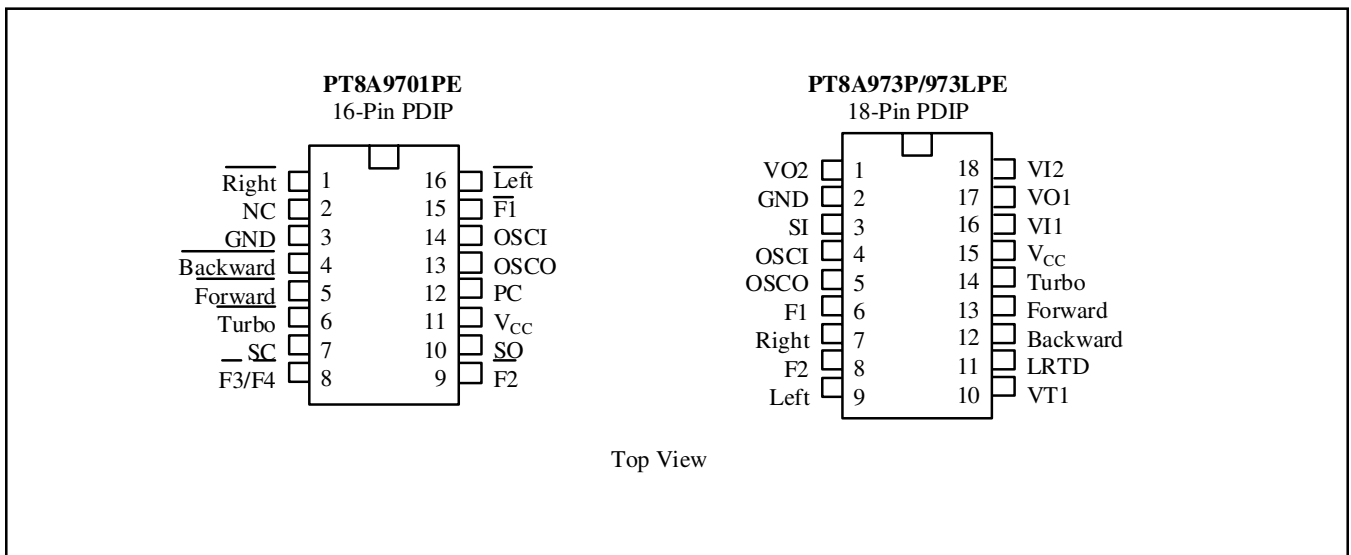 PT8A9701PE
16-Pin PDIP
Right 1 16 Left
NC 2 15 F1
GND 3 14 OSCI
Backward 4 13 OSCO
Forward 5 12 PC
Turbo 6 11 VCC
SC 7 10 SO
F3/F4 8 9 F2
PT8A973P/973LPE
18-Pin PDIP
VO2 1 18 VI2
GND 2 17 VO1
SI 3 16 VI1
OSCI 4 15 VCC
OSCO 5 14 Turbo
F1 6 13 Forward
Right 7 12 Backward
F2 8 11 LRTD
Left 9 10 VT1
Top View